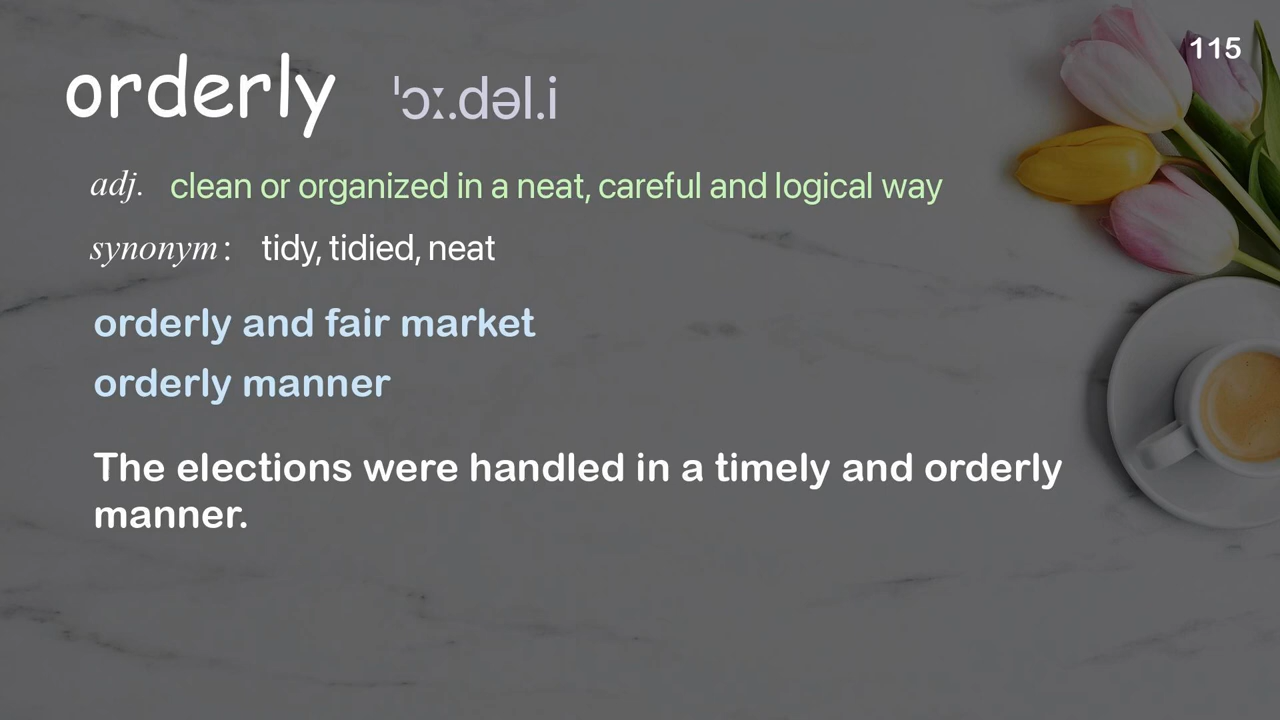 115
orderly ˈɔː.dəl.i
adj. clean or organized in a neat, careful and logical way
synonym: tidy, tidied, neat
orderly and fair market
orderly manner
The elections were handled in a timely and orderly
manner.